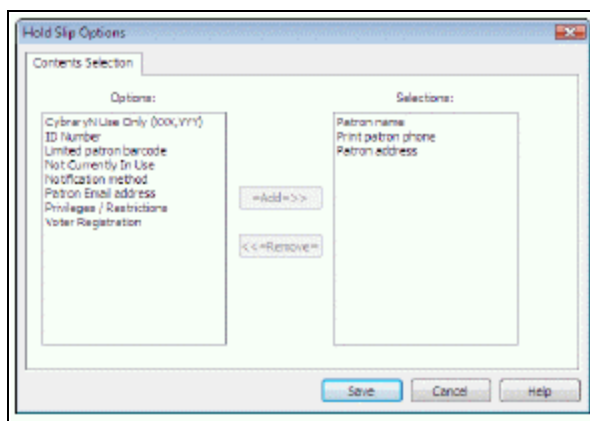 Hold Slip Options
Contents Selection
Options:
CybraryN Use Only (XXX,YYY)
ID Number
Limited patron barcode
Not Currently In Use
Notification method
Patron Email address
Privileges / Restrictions
Voter Registration
=Add=>>
<<=Remove=
Selections:
Patron name
Print patron phone
Patron address
Save
Cancel
Help